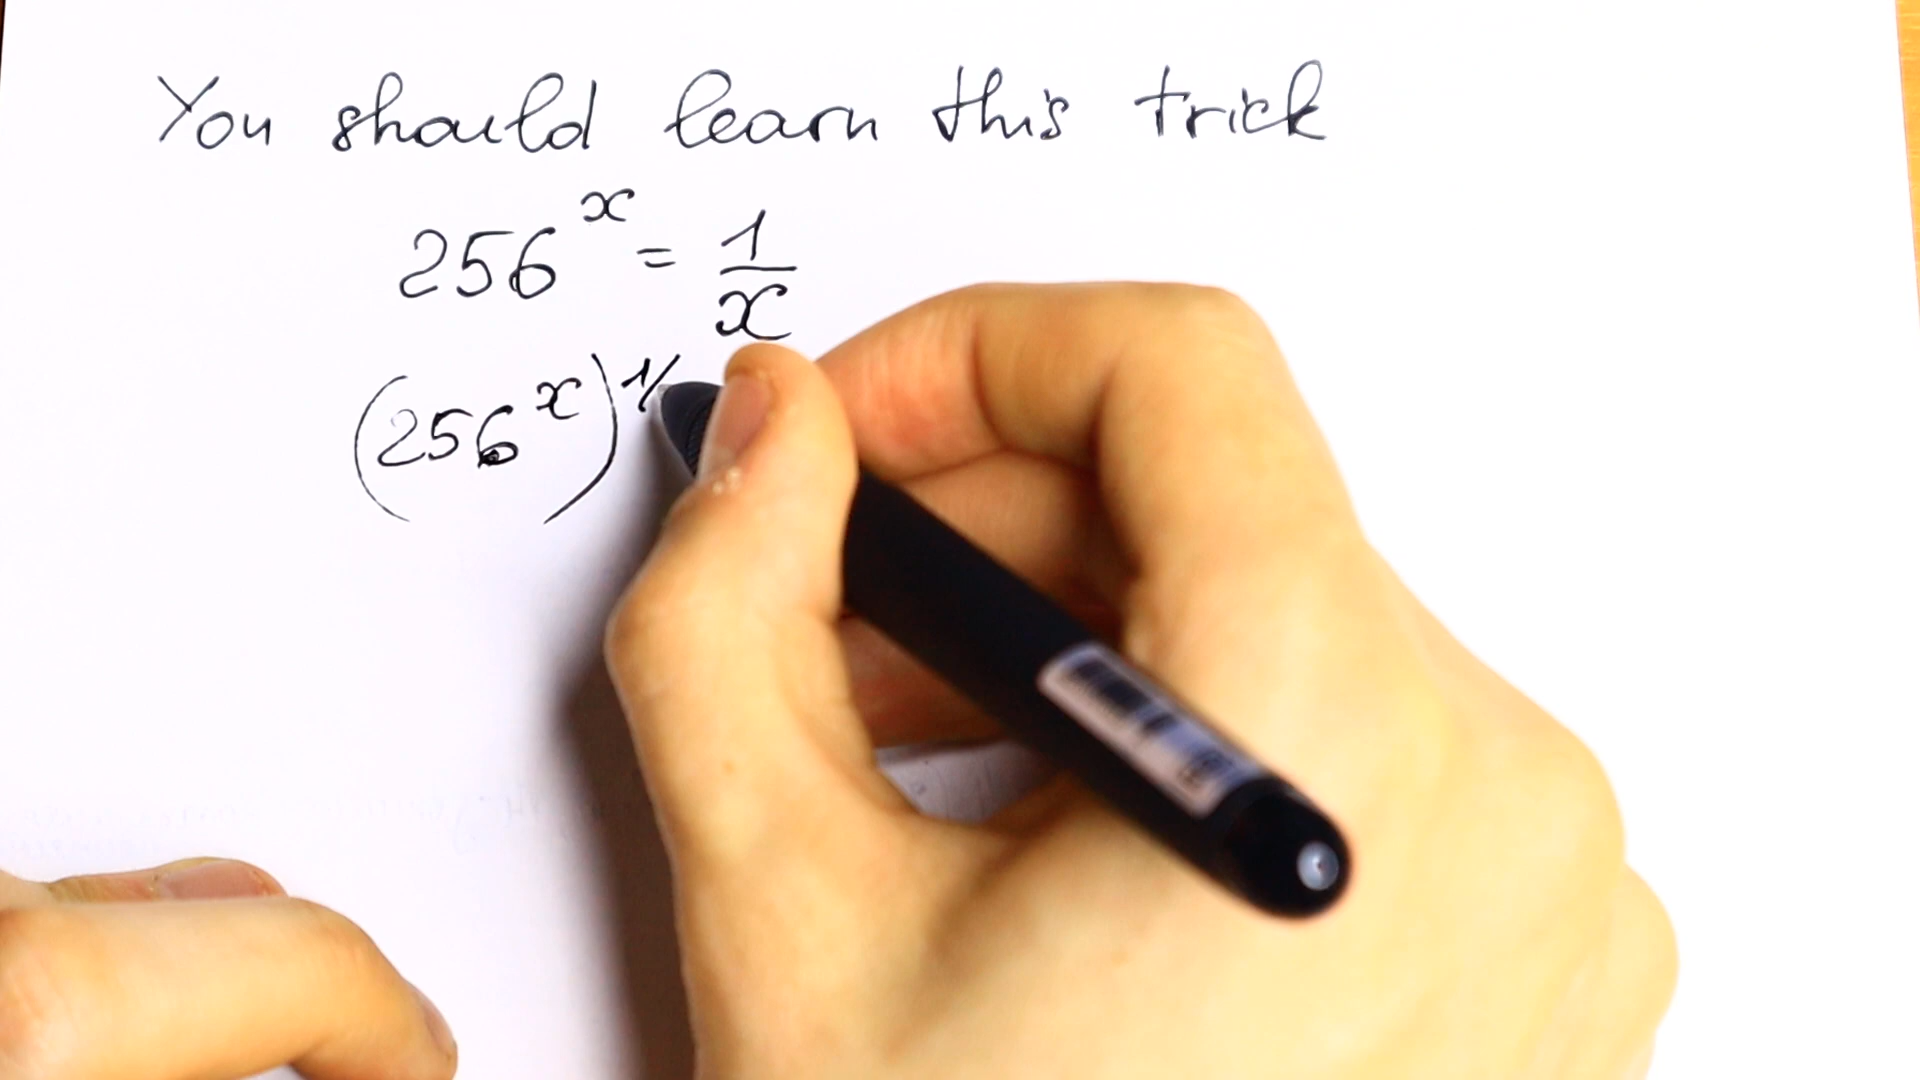 You should learn this trick
256^x = 1/x
(256^x)^1/